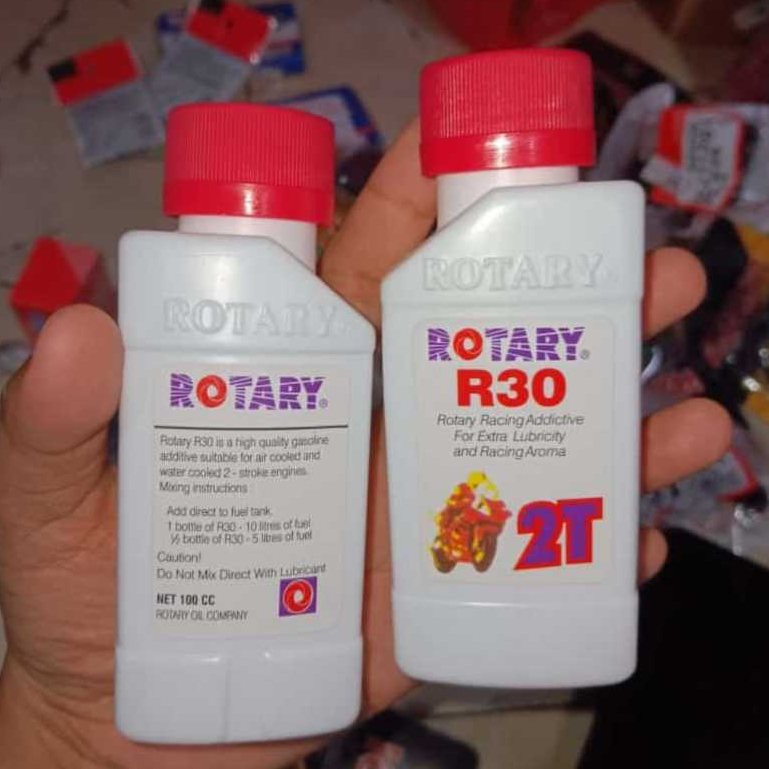 ROTARY
ROTARY®
Rotary R30 is a high quality gasoline
additive suitable for air cooled and
water cooled 2 - stroke engines.
Mixing instructions :
Add direct to fuel tank.
1 bottle of R30 - 10 litres of fuel
½ bottle of R30 - 5 litres of fuel
Caution!
Do Not Mix Direct With Lubricant
NET 100 CC
ROTARY OIL COMPANY
ROTARY
ROTARY®
R30
Rotary Racing Addictive
For Extra Lubricity
and Racing Aroma
2T